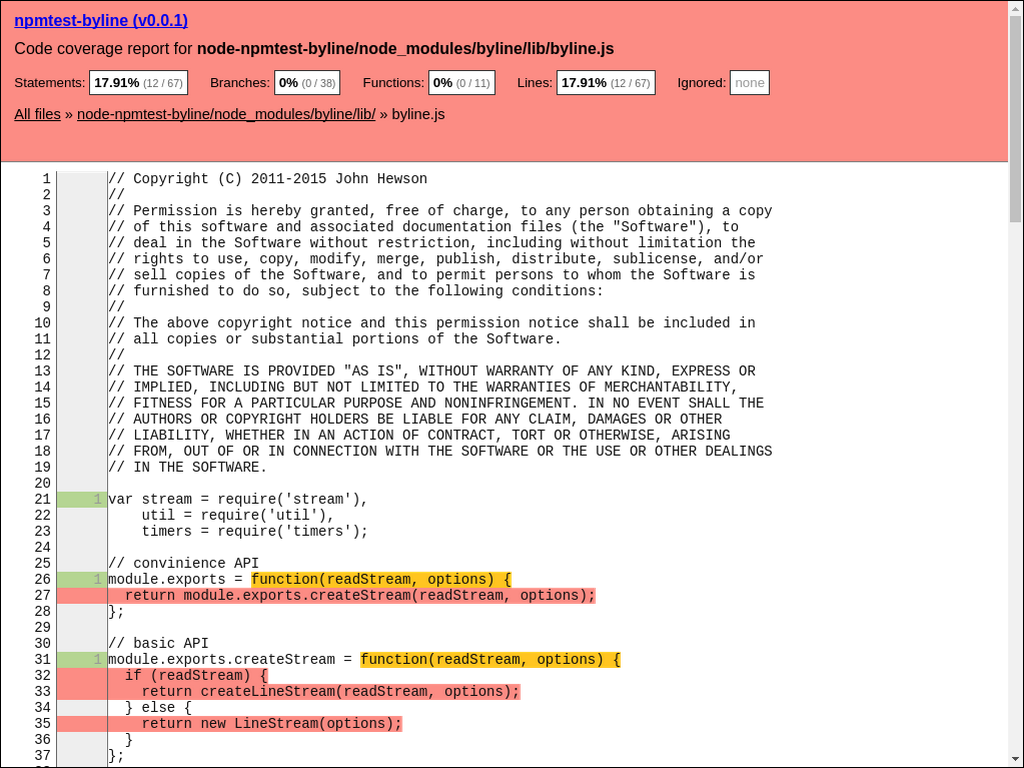 npmtest-byline (v0.0.1)
Code coverage report for node-npmtest-byline/node_modules/byline/lib/byline.js
Statements: 17.91% (12 / 67) Branches: 0% (0 / 38) Functions: 0% (0 / 11) Lines: 17.91% (12 / 67) Ignored: none
All files » node-npmtest-byline/node_modules/byline/lib/ » byline.js
1 // Copyright (C) 2011-2015 John Hewson
2 //
3 // Permission is hereby granted, free of charge, to any person obtaining a copy
4 // of this software and associated documentation files (the "Software"), to
5 // deal in the Software without restriction, including without limitation the
6 // rights to use, copy, modify, merge, publish, distribute, sublicense, and/or
7 // sell copies of the Software, and to permit persons to whom the Software is
8 // furnished to do so, subject to the following conditions:
9 //
10 // The above copyright notice and this permission notice shall be included in
11 // all copies or substantial portions of the Software.
12 //
13 // THE SOFTWARE IS PROVIDED "AS IS", WITHOUT WARRANTY OF ANY KIND, EXPRESS OR
14 // IMPLIED, INCLUDING BUT NOT LIMITED TO THE WARRANTIES OF MERCHANTABILITY,
15 // FITNESS FOR A PARTICULAR PURPOSE AND NONINFRINGEMENT. IN NO EVENT SHALL THE
16 // AUTHORS OR COPYRIGHT HOLDERS BE LIABLE FOR ANY CLAIM, DAMAGES OR OTHER
17 // LIABILITY, WHETHER IN AN ACTION OF CONTRACT, TORT OR OTHERWISE, ARISING
18 // FROM, OUT OF OR IN CONNECTION WITH THE SOFTWARE OR THE USE OR OTHER DEALINGS
19 // IN THE SOFTWARE.
20
21 1 var stream = require('stream'),
22     util = require('util'),
23     timers = require('timers');
24
25 // convinience API
26 1 module.exports = function(readStream, options) {
27   return module.exports.createStream(readStream, options);
28 };
29
30 // basic API
31 1 module.exports.createStream = function(readStream, options) {
32   if (readStream) {
33     return createLineStream(readStream, options);
34   } else {
35     return new LineStream(options);
36   }
37 };